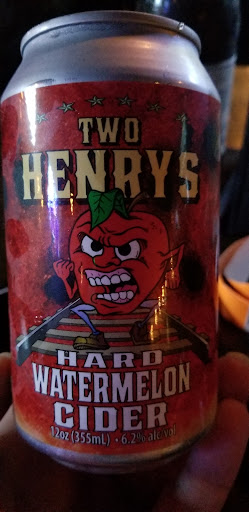 TWO
HENRYS
HARD
WATERMELON
CIDER
12oz (355mL) • 6.2% alc/vol